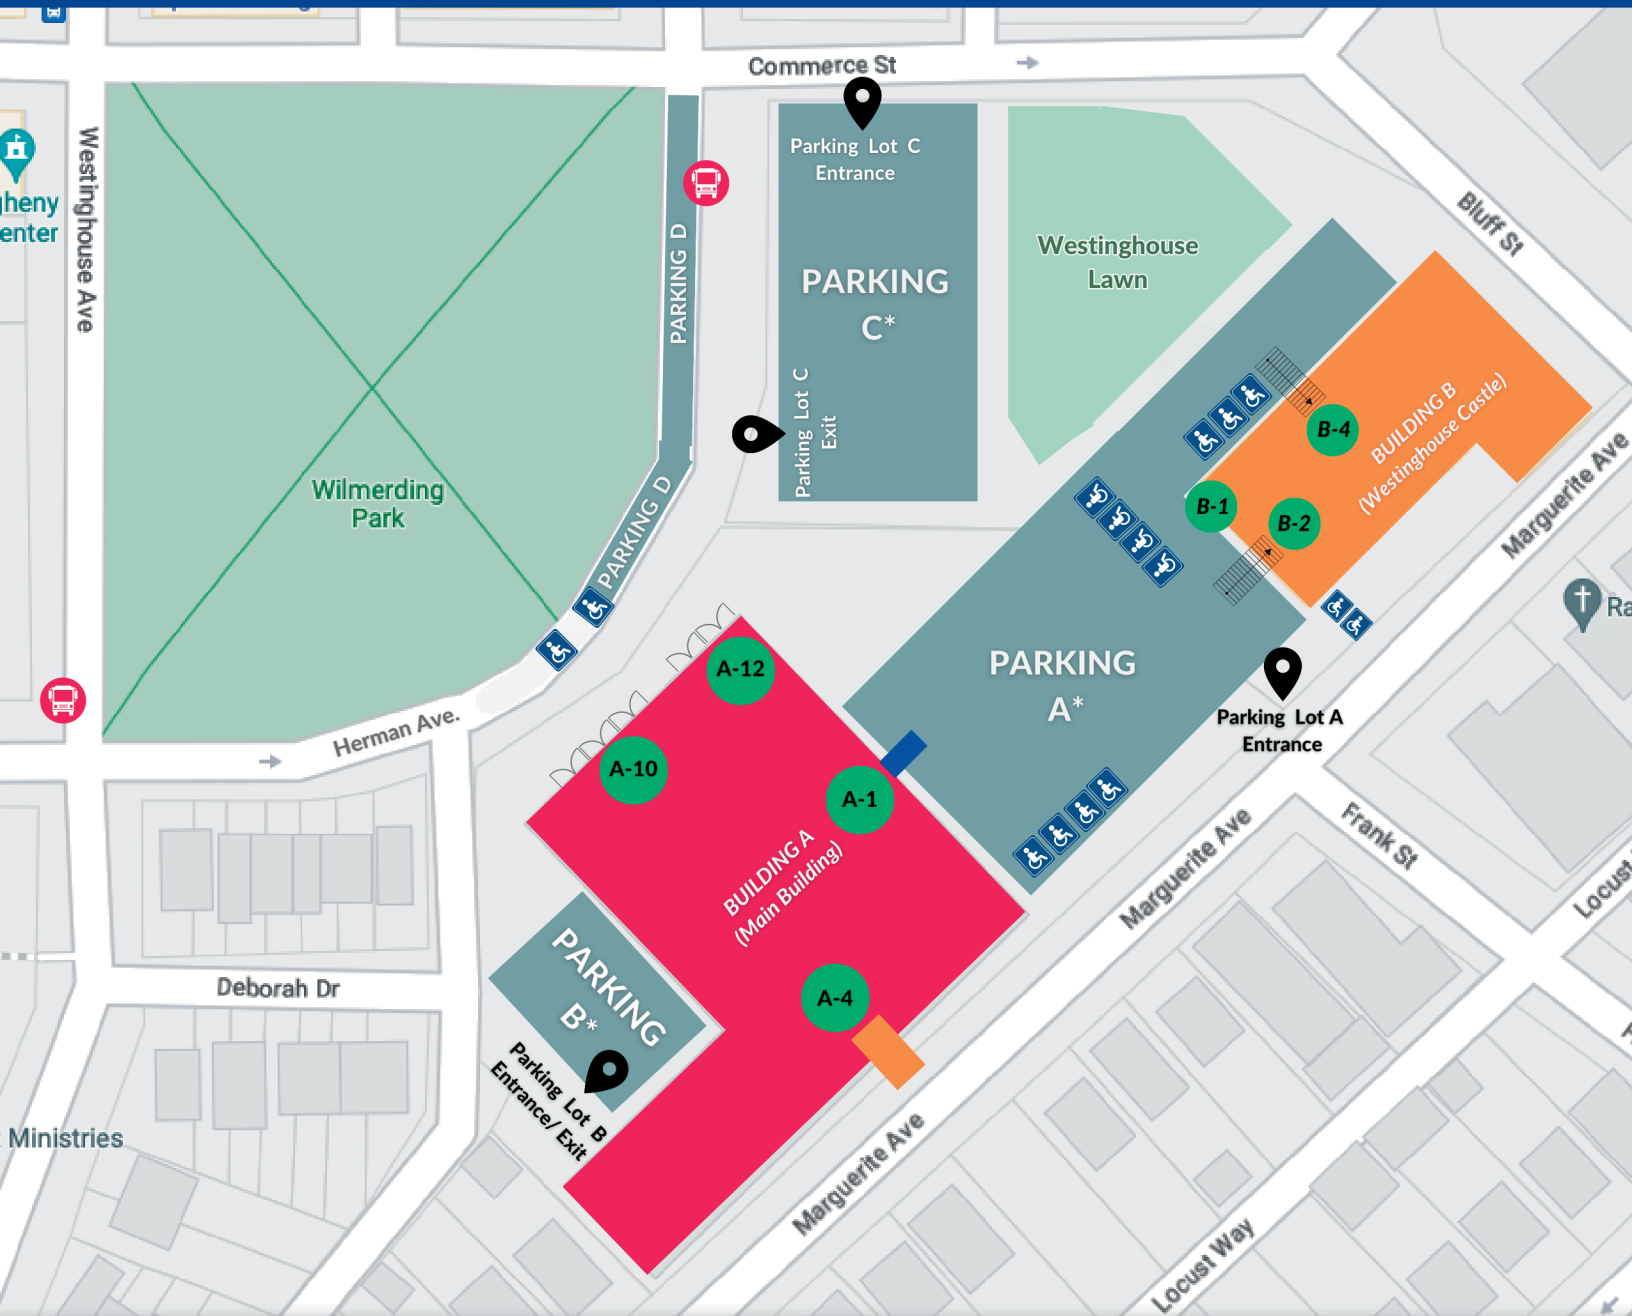 Commerce St
Westinghouse Ave
Parking Lot C
Entrance
PARKING D
PARKING
C*
Parking Lot C
Exit
Westinghouse
Lawn
Bluff St
gheny
enter
Wilmerding
Park
PARKING D
B-4
BUILDING B
(Westinghouse Castle)
B-1
B-2
Marguerite Ave
Ra
PARKING
A*
Parking Lot A
Entrance
Herman Ave.
A-12
A-10
A-1
BUILDING A
(Main Building)
Marguerite Ave
Frank St
Locust
PARKING
B*
Parking Lot B
Entrance/ Exit
A-4
Deborah Dr
Ministries
Marguerite Ave
Locust Way